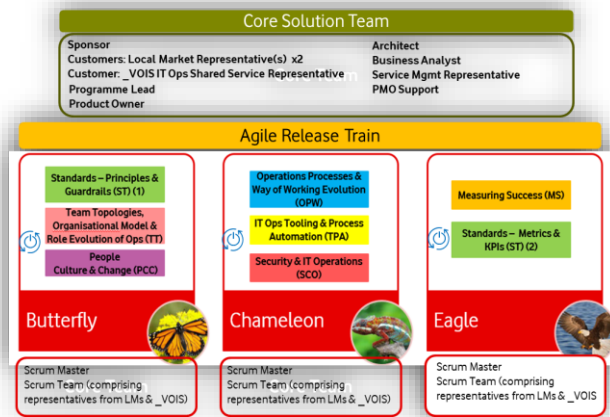 Core Solution Team
Sponsor
Customers: Local Market Representative(s) x2
Customer: _VOIS IT Ops Shared Service Representative
Programme Lead
Product Owner
Architect
Business Analyst
Service Mgmt Representative
PMO Support
Agile Release Train
Standards – Principles &
Guardrails (ST) (1)
Team Topologies,
Organisational Model &
Role Evolution of Ops (TT)
People
Culture & Change (PCC)
Butterfly
Scrum Master
Scrum Team (comprising
representatives from LMs & _VOIS)
Operations Processes &
Way of Working Evolution
(OPW)
IT Ops Tooling & Process
Automation (TPA)
Security & IT Operations
(SCO)
Chameleon
Scrum Master
Scrum Team (comprising
representatives from LMs & _VOIS)
Measuring Success (MS)
Standards – Metrics &
KPIs (ST) (2)
Eagle
Scrum Master
Scrum Team (comprising
representatives from LMs & _VOIS)